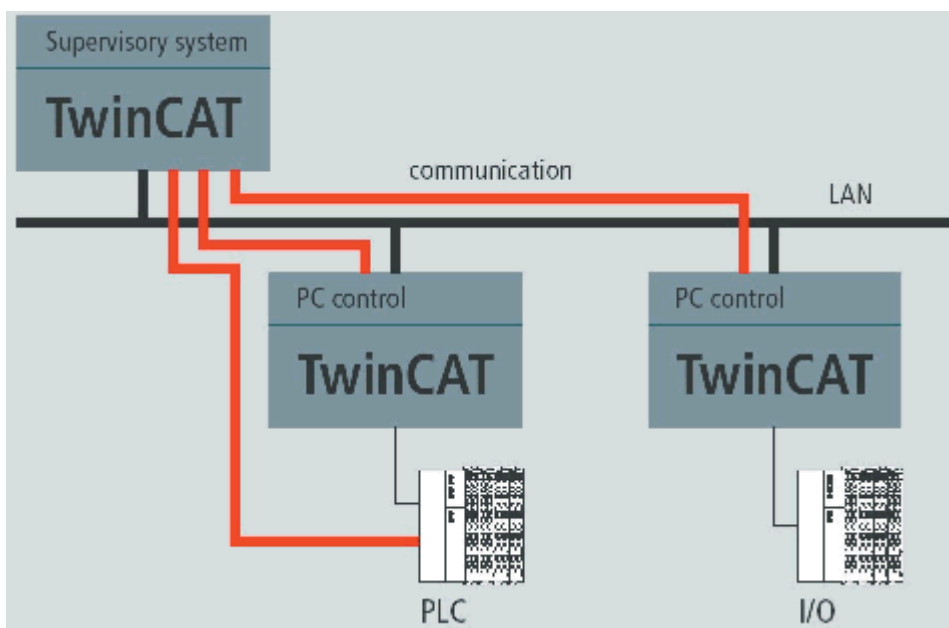 Supervisory system
TwinCAT
communication
LAN
PC control
TwinCAT
PC control
TwinCAT
PLC
I/O